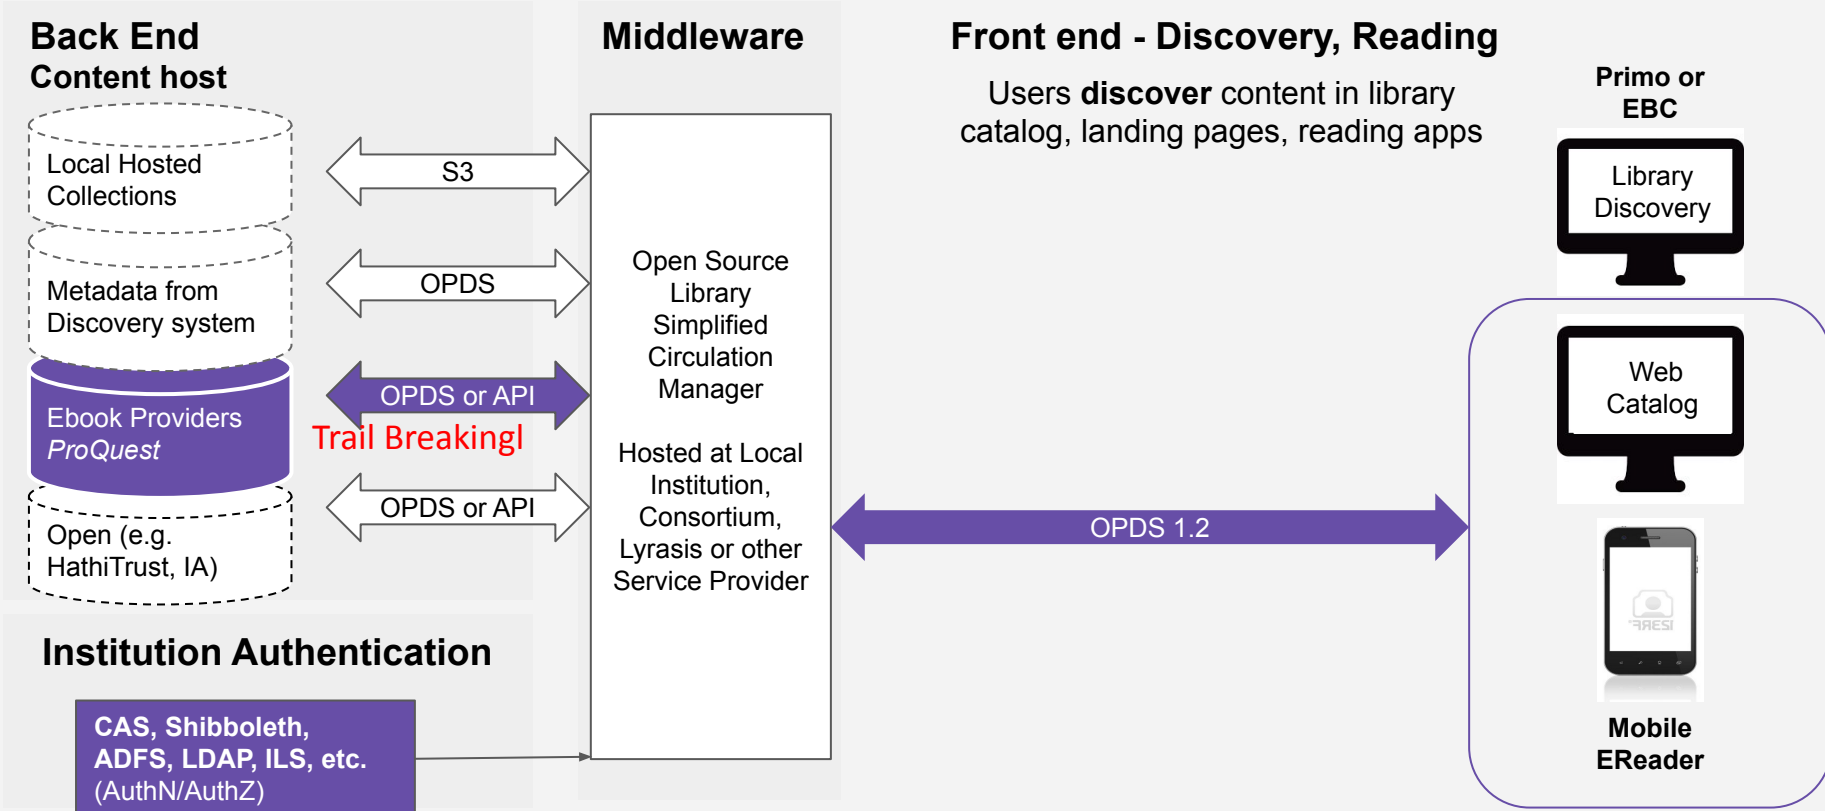 Back End
Content host
Local Hosted
Collections
Metadata from
Discovery system
Ebook Providers
ProQuest
Open (e.g.
HathiTrust, IA)
S3
OPDS
OPDS or API
Trail Breakingl
OPDS or API
Institution Authentication
CAS, Shibboleth,
ADFS, LDAP, ILS, etc.
(AuthN/AuthZ)
Middleware
Open Source
Library
Simplified
Circulation
Manager
Hosted at Local
Institution,
Consortium,
Lyrasis or other
Service Provider
OPDS 1.2
Front end - Discovery, Reading
Users discover content in library
catalog, landing pages, reading apps
Primo or
EBC
Library
Discovery
Web
Catalog
Mobile
EReader